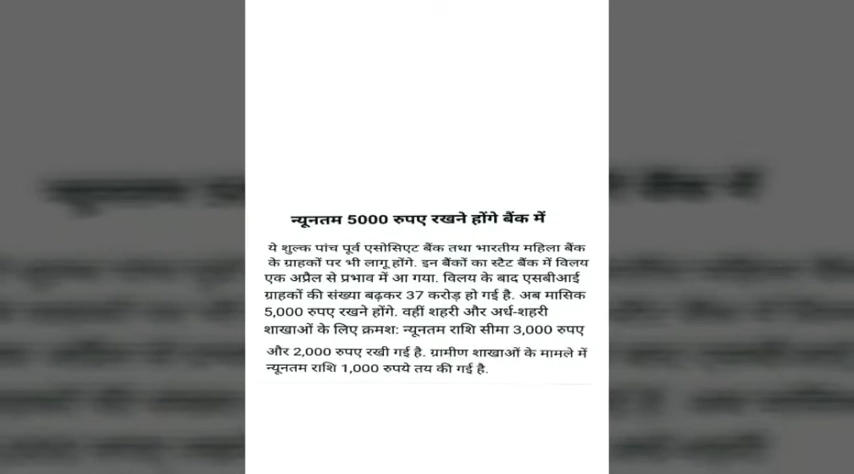 न्यूनतम 5000 रुपए रखने होंगे बैंक में
ये शुल्क पांच पूर्व एसोसिएट बैंक तथा भारतीय महिला बैंक
के ग्राहकों पर भी लागू होंगे. इन बैंकों का स्टैट बैंक में विलय
एक अप्रैल से प्रभाव में आ गया. विलय के बाद एसबीआई
ग्राहकों की संख्या बढ़कर 37 करोड़ हो गई है. अब मासिक
5,000 रुपए रखने होंगे. वहीं शहरी और अर्ध-शहरी
शाखाओं के लिए क्रमश: न्यूनतम राशि सीमा 3,000 रुपए
और 2,000 रुपए रखी गई है. ग्रामीण शाखाओं के मामले में
न्यूनतम राशि 1,000 रुपये तय की गई है.